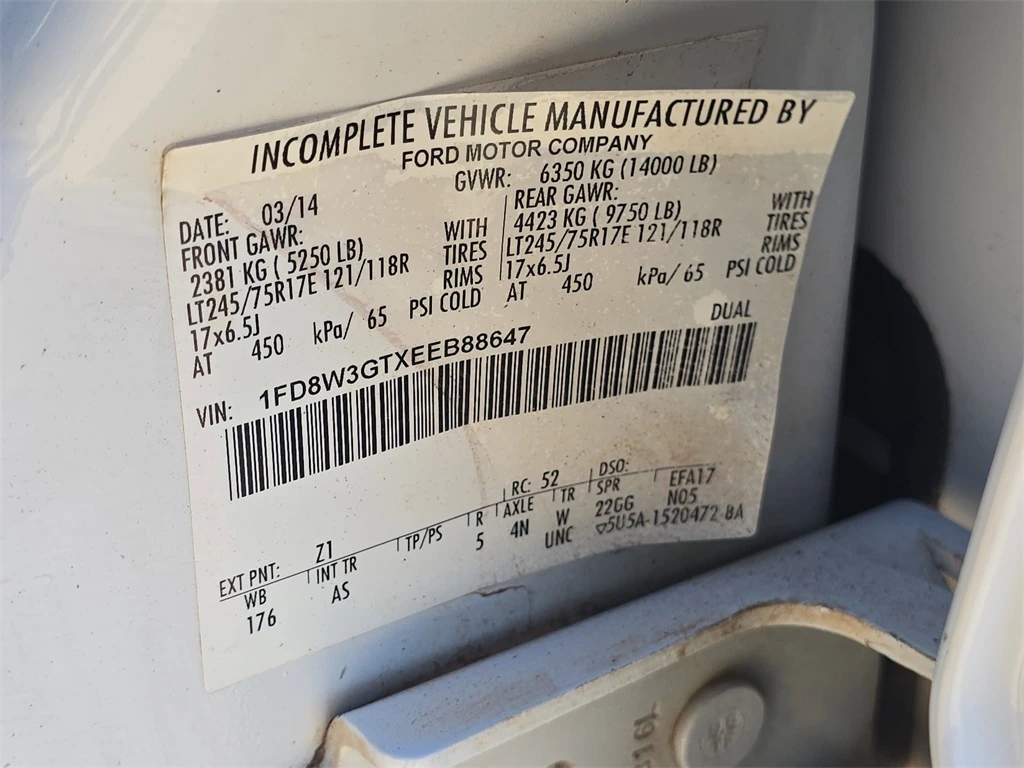 INCOMPLETE VEHICLE MANUFACTURED BY
FORD MOTOR COMPANY
GVWR: 6350 KG (14000 LB)
DATE: 03/14
FRONT GAWR:
2381 KG ( 5250 LB) WITH
LT245/75R17E 121/118R TIRES
17x6.5J RIMS
AT 450 kPa/ 65 PSI COLD
REAR GAWR:
4423 KG ( 9750 LB) WITH
LT245/75R17E 121/118R TIRES
17x6.5J RIMS
AT 450 kPa/ 65 PSI COLD
DUAL
VIN: 1FD8W3GTXEEB88647
EXT PNT: Z1 RC: 52 DSO:
WB INT TR TP/PS R AXLE TR SPR EFA17
176 AS 5 4N W 22GG N05
UNC 5U5A-1520472-BA